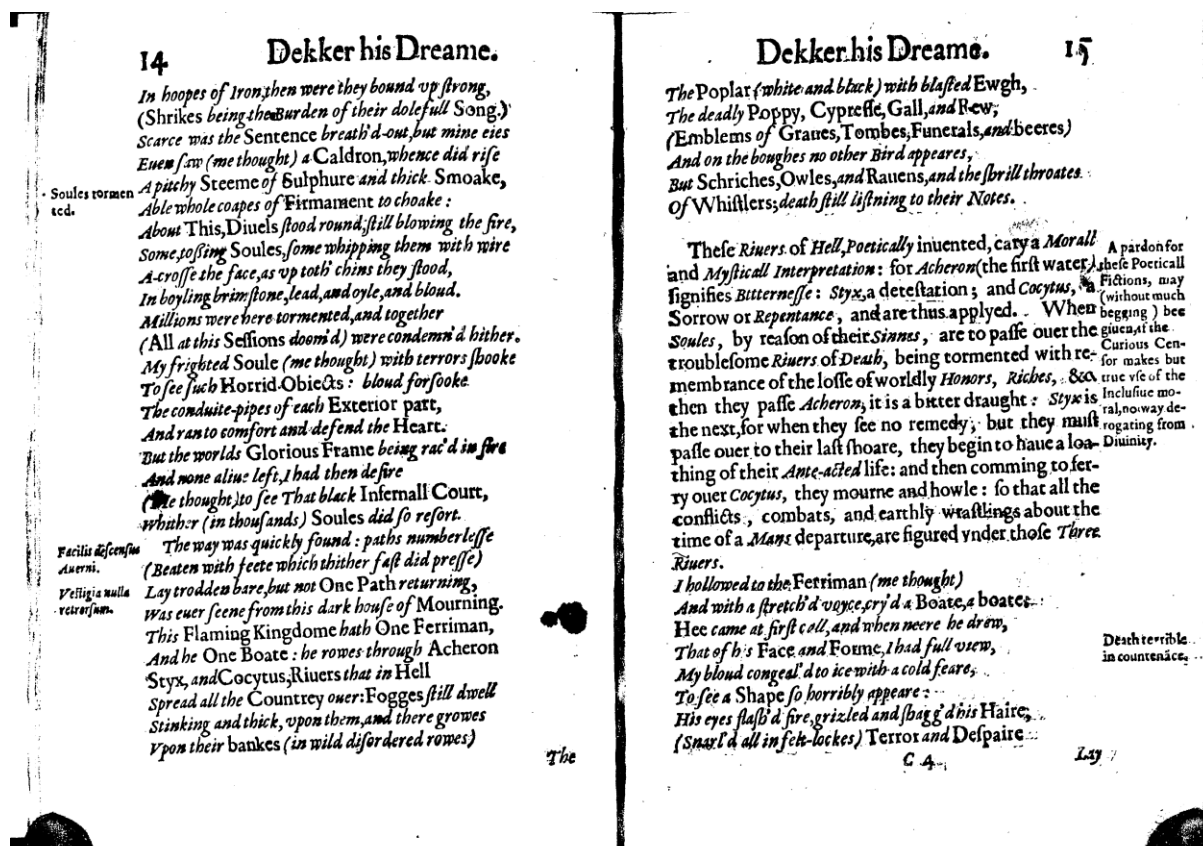 14 Dekker his Dreame.
In hoopes of Iron, then were they bound vp ſtrong,
(Shrikes being the Burden of their dolefull Song.)
Scarce was the Sentence breath'd-out, but mine eies
Euen ſaw (me thought) a Caldron, whence did riſe
A pitchy Steeme of Sulphure and thick Smoake,
Able whole coapes of Firmament to choake:
About This, Diuels ſtood round, ſtill blowing the fire,
Some, toſſing Soules, ſome whipping them with wire
A-croſſe the face, as vp toth' chins they ſtood,
In boyling brimſtone, lead, and oyle, and bloud.
Millions were here tormented, and together
(All at this Seſſions doom'd) were condemn'd hither.
My frighted Soule (me thought) with terrors ſhooke
To ſee ſuch Horrid Obiects: bloud forſooke
The conduite-pipes of each Exterior part,
And ran to comfort and defend the Heart.
But the worlds Glorious Frame being rac'd in fire
And none aliue left, I had then deſire
(Me thought) to ſee That black Infernall Court,
Whither (in thouſands) Soules did ſo reſort.
The way was quickly found: paths numberleſſe
(Beaten with feete which thither faſt did preſſe)
Lay trodden bare, but not One Path returning,
Was euer ſeene from this dark houſe of Mourning.
This Flaming Kingdome hath One Ferriman,
And he One Boate: he rowes through Acheron
Styx, and Cocytus, Riuers that in Hell
Spread all the Countrey ouer: Fogges ſtill dwell
Stinking and thick, vpon them, and there growes
Vpon their bankes (in wild diſordered rowes)
The
Soules tormen
ted.
Facilis deſcenſus
Auerni.
Veſtigia nulla
retrorſum.
Dekker his Dreame. 15
The Poplar (white and black) with blaſted Ewgh,
The deadly Poppy, Cypreſſe, Gall, and Rew,
(Emblems of Graues, Tombes, Funerals, and beeres)
And on the boughes no other Bird appeares,
But Schriches, Owles, and Rauens, and the ſhrill throates
Of Whiſtlers; death ſtill liſtning to their Notes.
Theſe Riuers of Hell, Poetically inuented, cary a Morall
and Myſticall Interpretation: for Acheron (the firſt water)
ſignifies Bitterneſſe: Styx, a deteſtation; and Cocytus, a
Sorrow or Repentance, and are thus applyed. When
Soules, by reaſon of their Sinnes, are to paſſe ouer the
troubleſome Riuers of Death, being tormented with re-
membrance of the loſſe of worldly Honors, Riches, &c.
then they paſſe Acheron, it is a bitter draught: Styx is
the next, for when they ſee no remedy, but they muſt
paſſe ouer to their laſt ſhoare, they begin to haue a loa-
thing of their Ante-acted life: and then comming to fer-
ry ouer Cocytus, they mourne and howle: ſo that all the
conflicts, combats, and earthly wraſtlings about the
time of a Mans departure, are figured vnder thoſe Three
Riuers.
A pardon for
theſe Poeticall
Fictions, may
(without much
begging) bee
giuen, if the
Curious Cen-
ſor makes but
true vſe of the
Incluſiue mo-
ral, no way de-
rogating from
Diuinity.
I hollowed to the Ferriman (me thought)
And with a ſtretch'd voyce, cry'd a Boate, a boate:
Hee came at firſt call, and when neere he drew,
That of his Face and Forme, I had full view,
My bloud congeal'd to ice with a cold feare,
To ſee a Shape ſo horribly appeare:
His eyes flaſh'd fire, grizled and ſhagg'd his Haire,
(Snarl'd all in felt-lockes) Terror and Deſpaire
Death terrible
in countenãce.
C 4 Lay